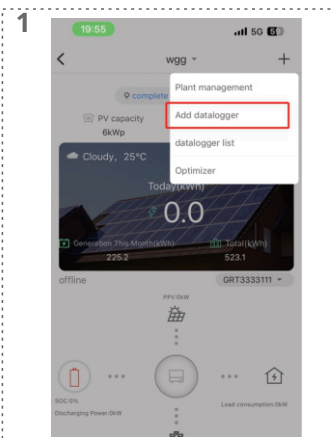 1
19:55
5G 6
wgg
+
complete
Plant management
Add datalogger
datalogger list
Optimizer
PV capacity
6kWp
Cloudy, 25°C
Today(kWh)
0.0
Generation This Month(kWh)
225.2
Total(kWh)
523.1
offline
GRT3333111
PPV:0kW
SOC:0%
Discharging Power:0kW
Load consumption:0kW